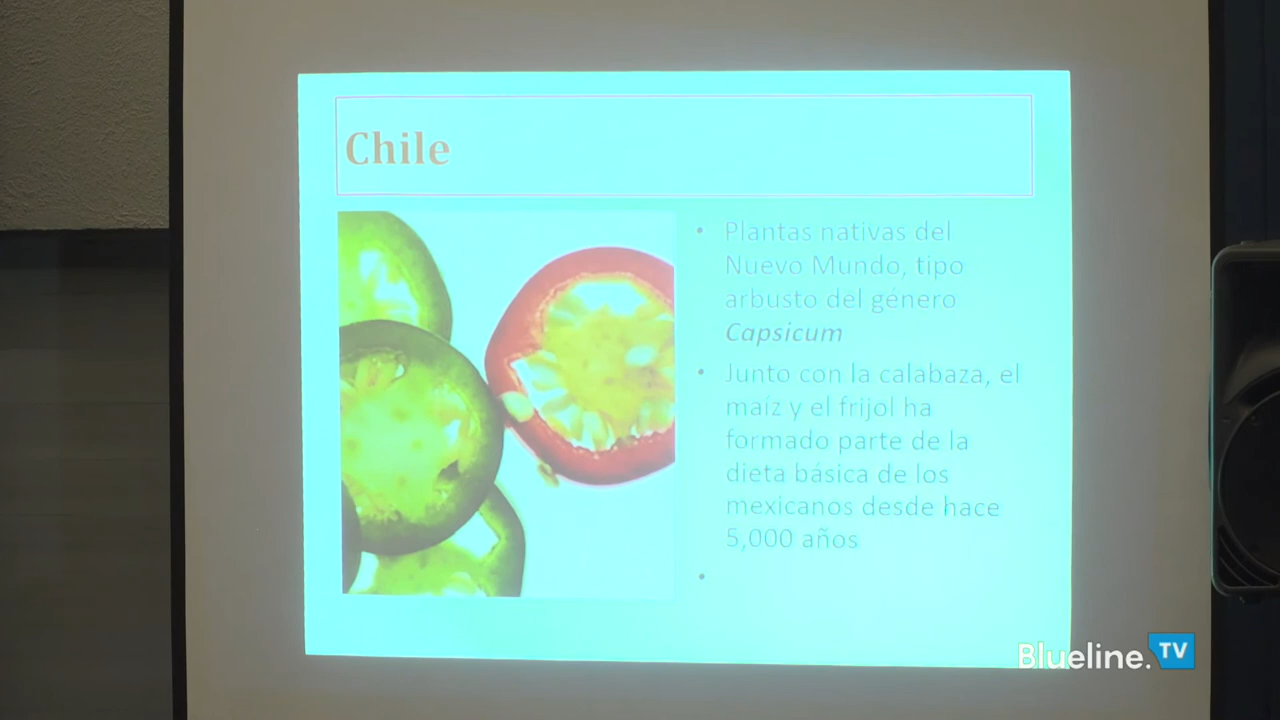 Chile
• Plantas nativas del
Nuevo Mundo, tipo
arbusto del género
Capsicum
• Junto con la calabaza, el
maíz y el frijol ha
formado parte de la
dieta básica de los
mexicanos desde hace
5,000 años
•
Blueline.TV